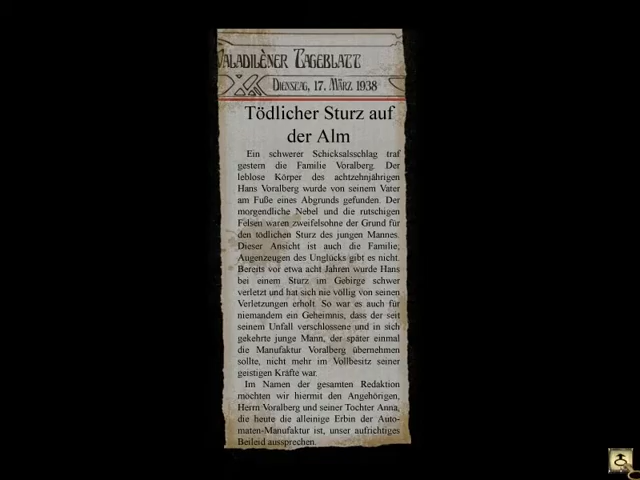 VALADILÈNER TAGEBLATT
DIENSTAG, 17. MÄRZ 1938
Tödlicher Sturz auf
der Alm
Ein schwerer Schicksalsschlag traf
gestern die Familie Voralberg. Der
leblose Körper des achtzehnjährigen
Hans Voralberg wurde von seinem Vater
am Fuße eines Abgrunds gefunden. Der
morgendliche Nebel und die rutschigen
Felsen waren zweifelsohne der Grund für
den tödlichen Sturz des jungen Mannes.
Dieser Ansicht ist auch die Familie;
Augenzeugen des Unglücks gibt es nicht.
Bereits vor etwa acht Jahren wurde Hans
bei einem Sturz im Gebirge schwer
verletzt und hat sich nie völlig von seinen
Verletzungen erholt. So war es auch für
niemandem ein Geheimnis, dass der seit
seinem Unfall verschlossene und in sich
gekehrte junge Mann, der später einmal
die Manufaktur Voralberg übernehmen
sollte, nicht mehr im Vollbesitz seiner
geistigen Kräfte war.
Im Namen der gesamten Redaktion
möchten wir hiermit den Angehörigen,
Herrn Voralberg und seiner Tochter Anna,
die heute die alleinige Erbin der Auto-
maten-Manufaktur ist, unser aufrichtiges
Beileid aussprechen.